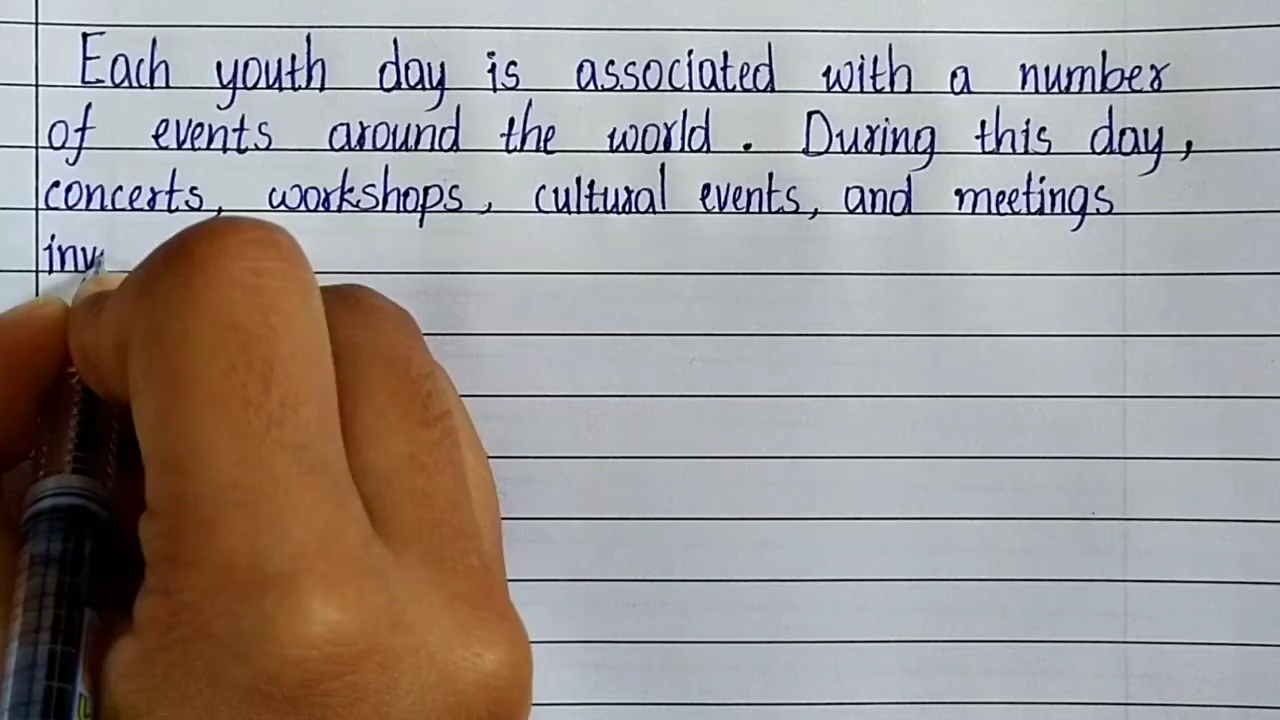 Each youth day is associated with a number
of events around the world. During this day,
concerts, workshops, cultural events, and meetings